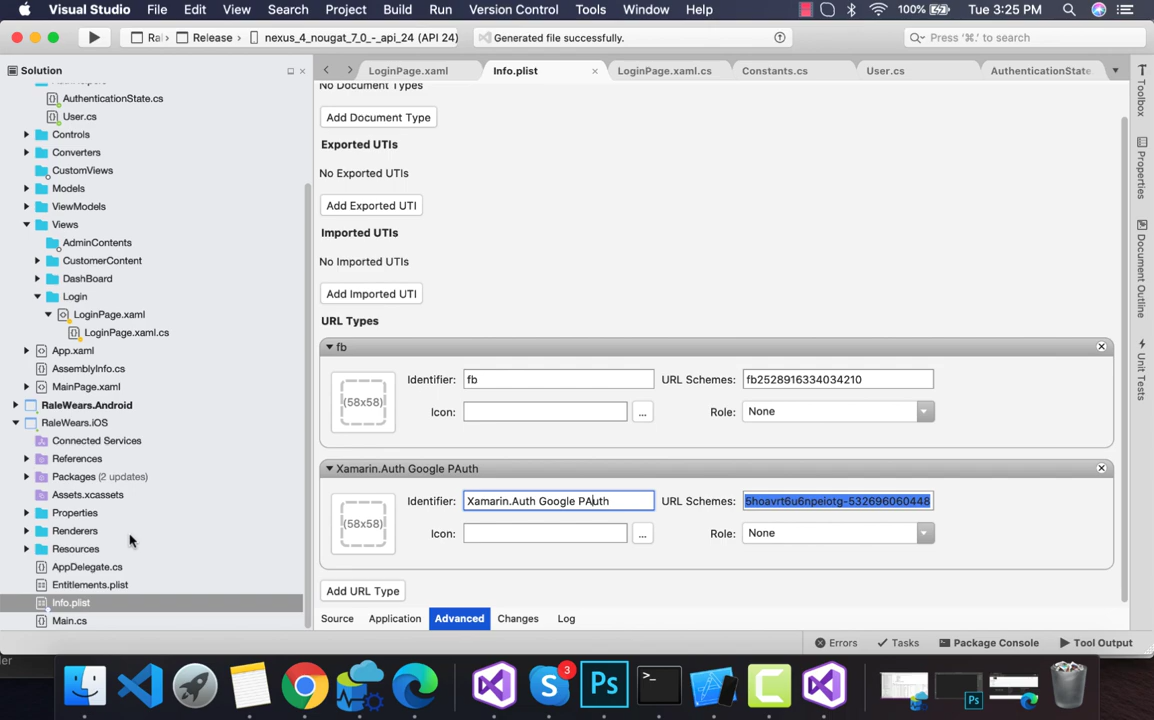 Visual Studio File Edit View Search Project Build Run Version Control Tools Window Help 100% Tue 3:25 PM
Ral Release nexus_4_nougat_7_0_-_api_24 (API 24) Generated file successfully. Press '⌘.' to search
Solution LoginPage.xaml Info.plist LoginPage.xaml.cs Constants.cs User.cs AuthenticationState.
AuthenticationState.cs
User.cs
Controls
Converters
CustomViews
Models
ViewModels
Views
AdminContents
CustomerContent
DashBoard
Login
LoginPage.xaml
LoginPage.xaml.cs
App.xaml
AssemblyInfo.cs
MainPage.xaml
RaleWears.Android
RaleWears.iOS
Connected Services
References
Packages (2 updates)
Assets.xcassets
Properties
Renderers
Resources
AppDelegate.cs
Entitlements.plist
Info.plist
Main.cs
No Document Types
Add Document Type
Exported UTIs
No Exported UTIs
Add Exported UTI
Imported UTIs
No Imported UTIs
Add Imported UTI
URL Types
fb
Identifier: fb URL Schemes: fb2528916334034210
(58x58)
Icon: ... Role: None
Xamarin.Auth Google PAuth
Identifier: Xamarin.Auth Google PAuth URL Schemes: 5hoavrt6u6npeiotg-532696060448
(58x58)
Icon: ... Role: None
Add URL Type
Source Application Advanced Changes Log
Toolbox
Properties
Document Outline
Unit Tests
Errors Tasks Package Console Tool Output
3
Ps
Ps